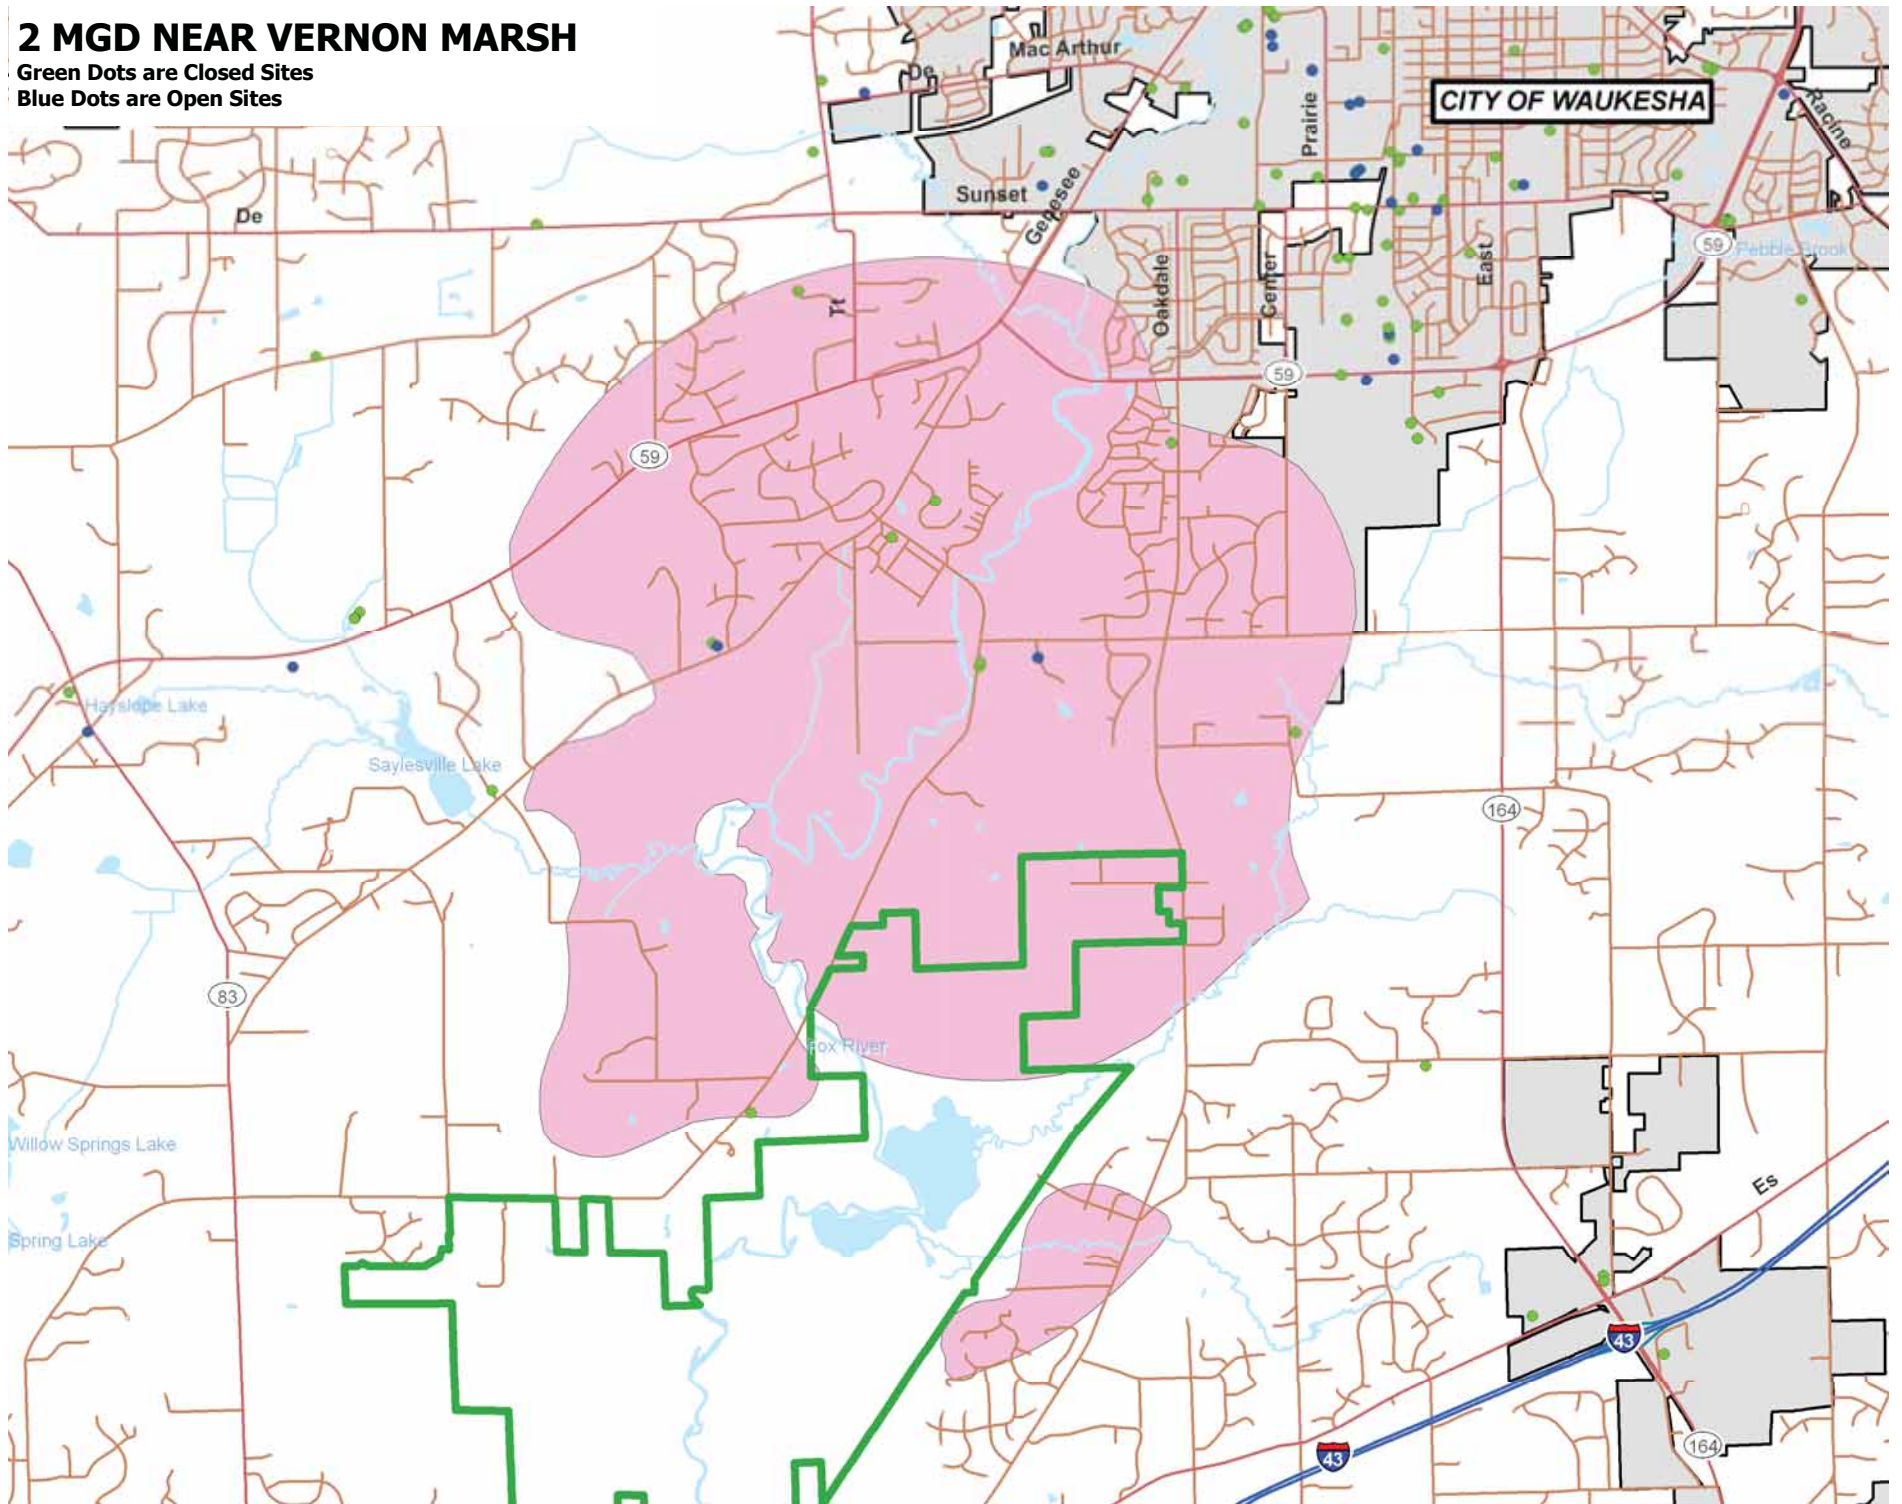 2 MGD NEAR VERNON MARSH
Green Dots are Closed Sites
Blue Dots are Open Sites
Mac Arthur
De
CITY OF WAUKESHA
Prairie
Racine
Sunset
Genesee
De
59
Pebble Brook
East
Oakdale
Center
Tt
59
59
Hayslope Lake
Saylesville Lake
164
83
Fox River
Willow Springs Lake
Es
Spring Lake
43
43
164